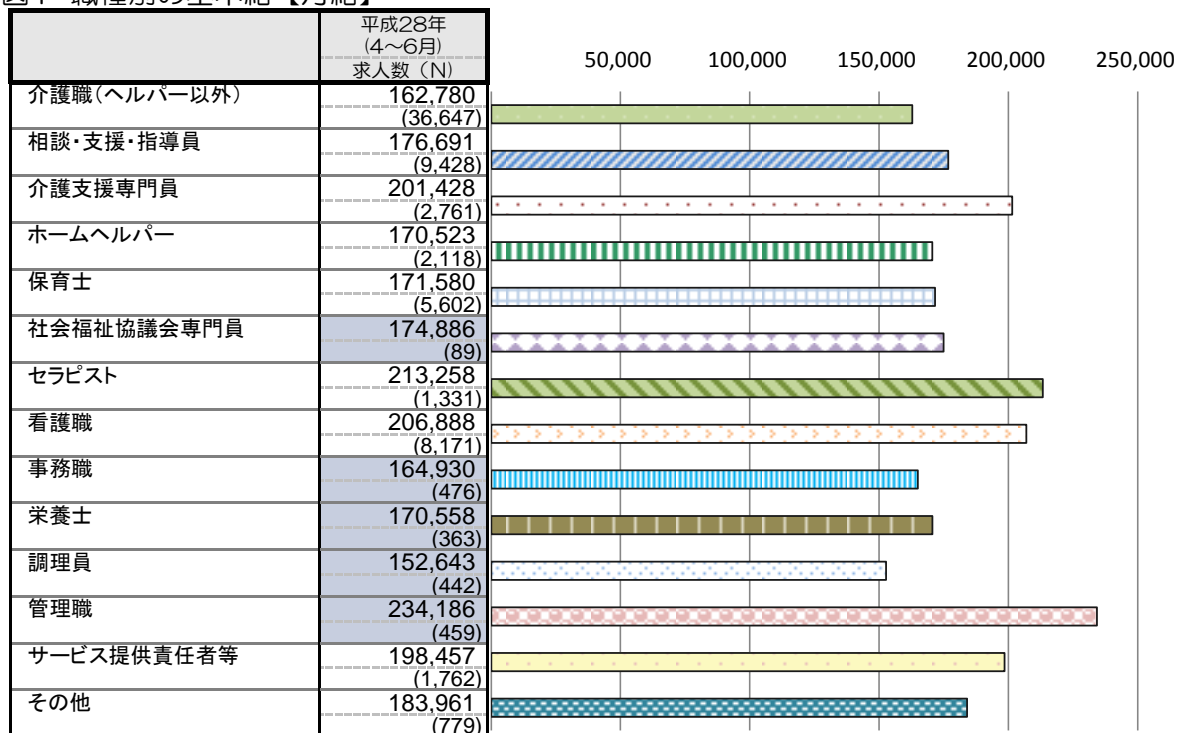 平成28年
(4～6月)
求人数（N）
50,000 100,000 150,000 200,000 250,000
介護職(ヘルパー以外) 162,780
(36,647)
相談・支援・指導員 176,691
(9,428)
介護支援専門員 201,428
(2,761)
ホームヘルパー 170,523
(2,118)
保育士 171,580
(5,602)
社会福祉協議会専門員 174,886
(89)
セラピスト 213,258
(1,331)
看護職 206,888
(8,171)
事務職 164,930
(476)
栄養士 170,558
(363)
調理員 152,643
(442)
管理職 234,186
(459)
サービス提供責任者等 198,457
(1,762)
その他 183,961
(779)